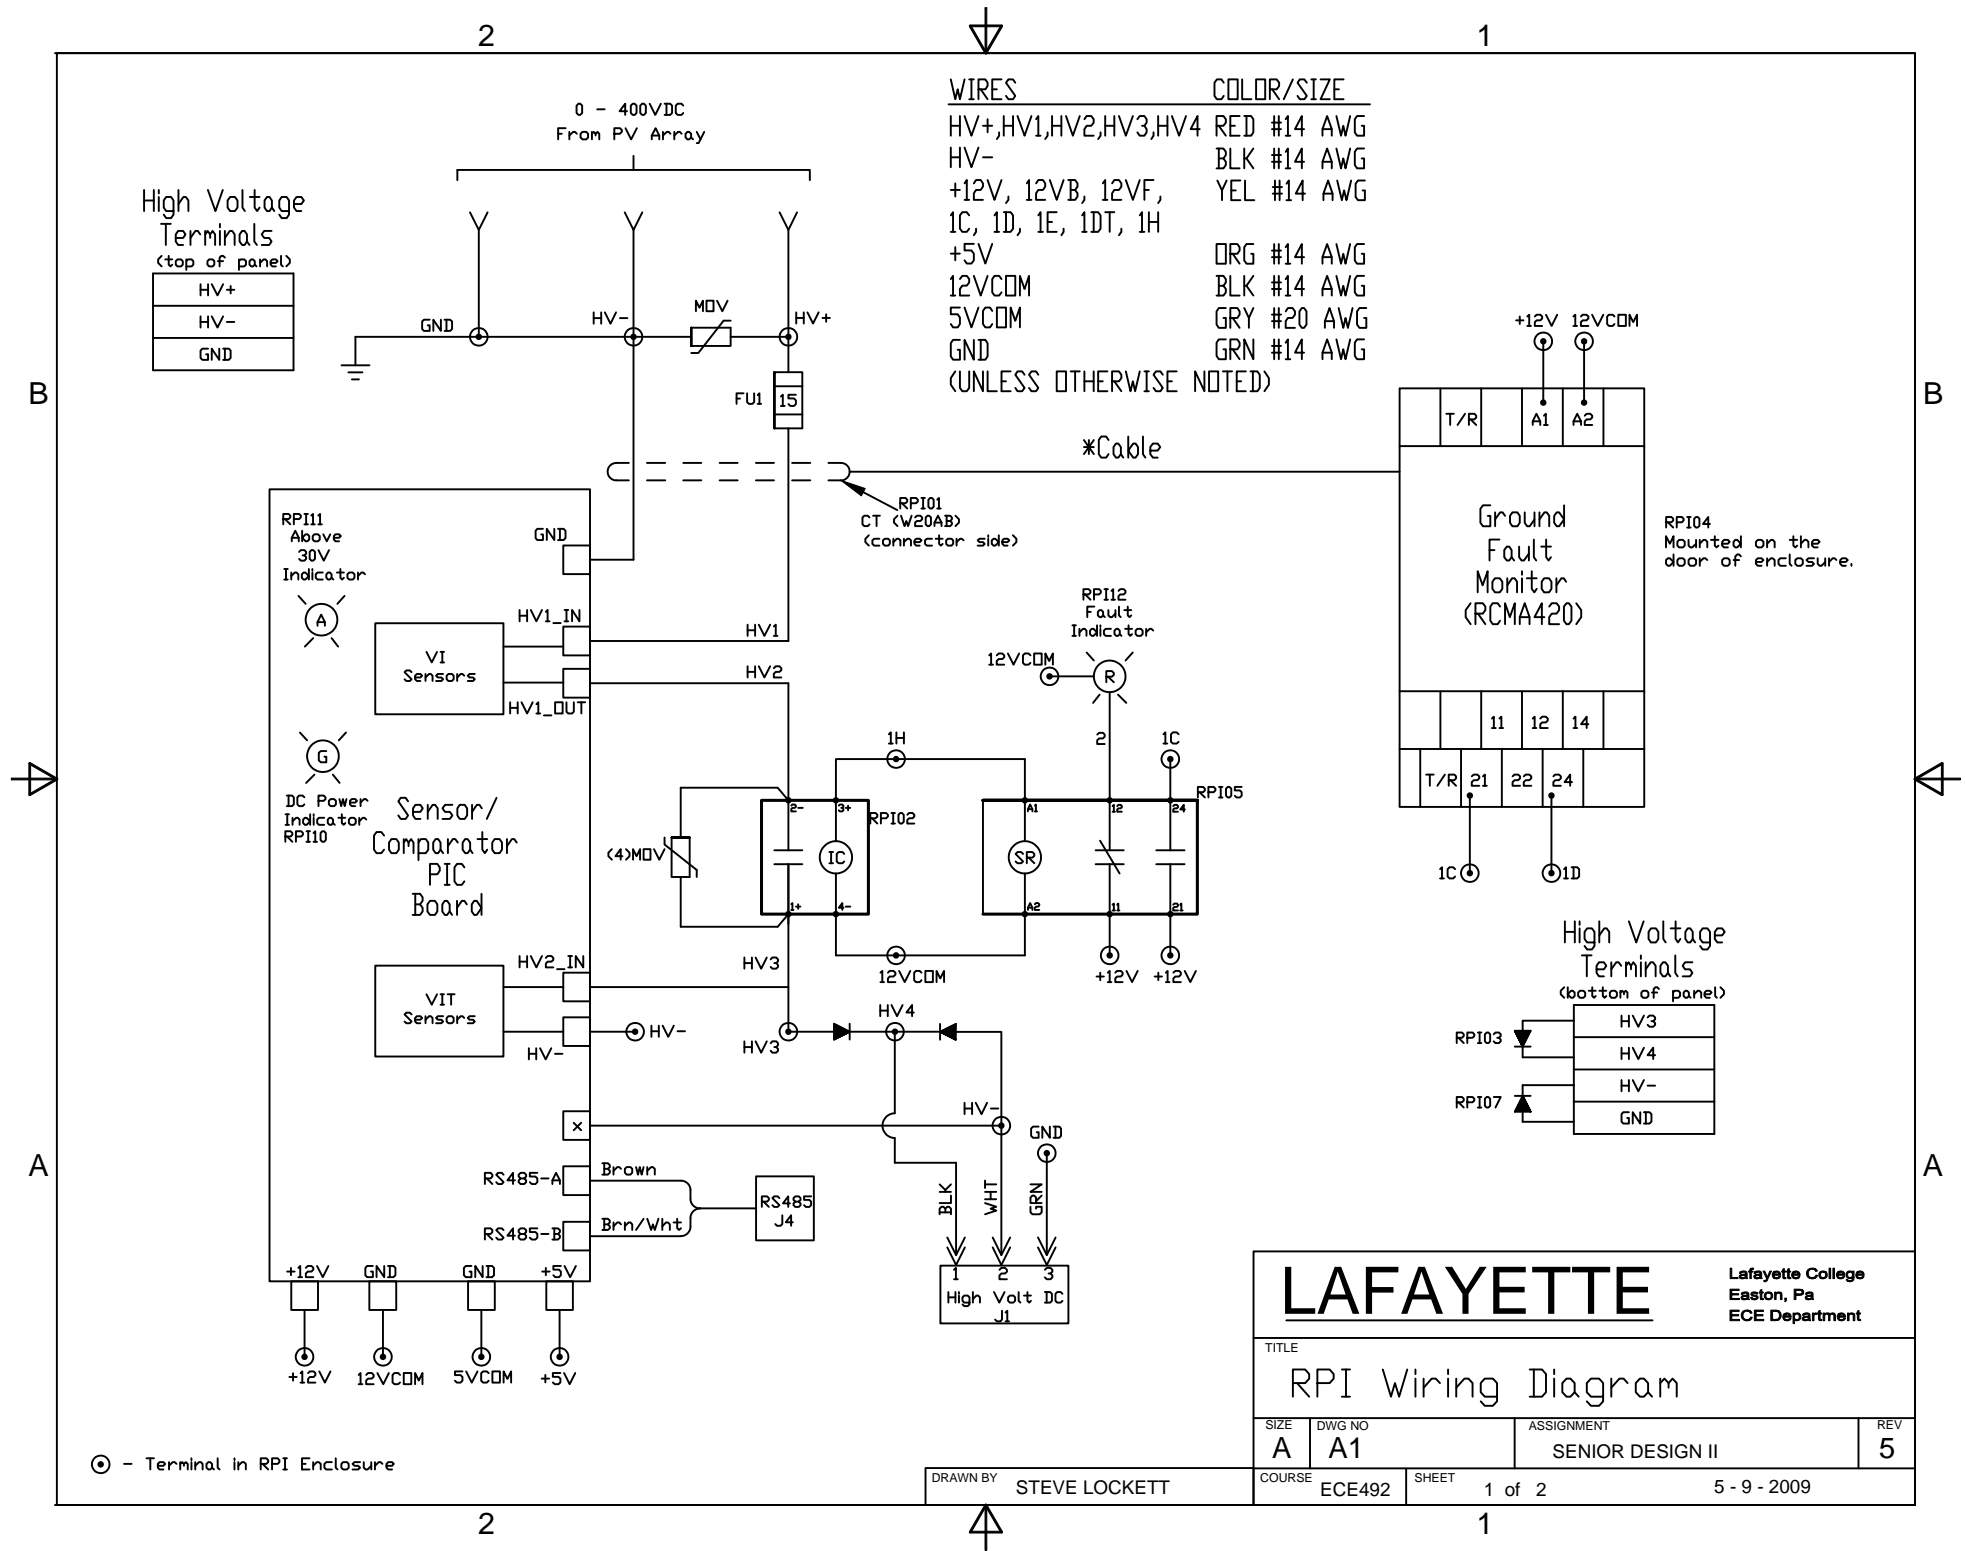 2
1
0 - 400VDC
From PV Array
High Voltage
Terminals
(top of panel)
HV+
HV-
GND
GND
HV-
MOV
HV+
FU1
15
WIRES COLOR/SIZE
HV+,HV1,HV2,HV3,HV4 RED #14 AWG
HV- BLK #14 AWG
+12V, 12VB, 12VF, YEL #14 AWG
1C, 1D, 1E, 1DT, 1H
+5V ORG #14 AWG
12VCOM BLK #14 AWG
5VCOM GRY #20 AWG
GND GRN #14 AWG
(UNLESS OTHERWISE NOTED)
B
B
*Cable
RPI01
CT (W20AB)
(connector side)
+12V 12VCOM
T/R A1 A2
Ground
Fault
Monitor
(RCMA420)
RPI04
Mounted on the
door of enclosure.
11 12 14
T/R 21 22 24
1C
1D
RPI11
Above
30V
Indicator
A
GND
VI
Sensors
HV1_IN
HV1
HV2
HV1_OUT
G
DC Power
Indicator
RPI10
Sensor/
Comparator
PIC
Board
(4)MOV
2-
3+
IC
1+
4-
RPI02
1H
12VCOM
RPI12
Fault
Indicator
12VCOM
R
2
1C
RPI05
A1
12
24
SR
A2
11
21
+12V
+12V
VIT
Sensors
HV2_IN
HV3
HV-
HV-
HV3
HV4
HV-
GND
x
RS485-A
Brown
RS485-B
Brn/Wht
RS485
J4
BLK
WHT
GRN
1 2 3
High Volt DC
J1
+12V GND GND +5V
+12V 12VCOM 5VCOM +5V
High Voltage
Terminals
(bottom of panel)
HV3
RPI03
HV4
HV-
RPI07
GND
A
A
LAFAYETTE
Lafayette College
Easton, Pa
ECE Department
TITLE
RPI Wiring Diagram
SIZE
A
DWG NO
A1
ASSIGNMENT
SENIOR DESIGN II
REV
5
- Terminal in RPI Enclosure
DRAWN BY STEVE LOCKETT
COURSE ECE492
SHEET 1 of 2
5 - 9 - 2009
2
1